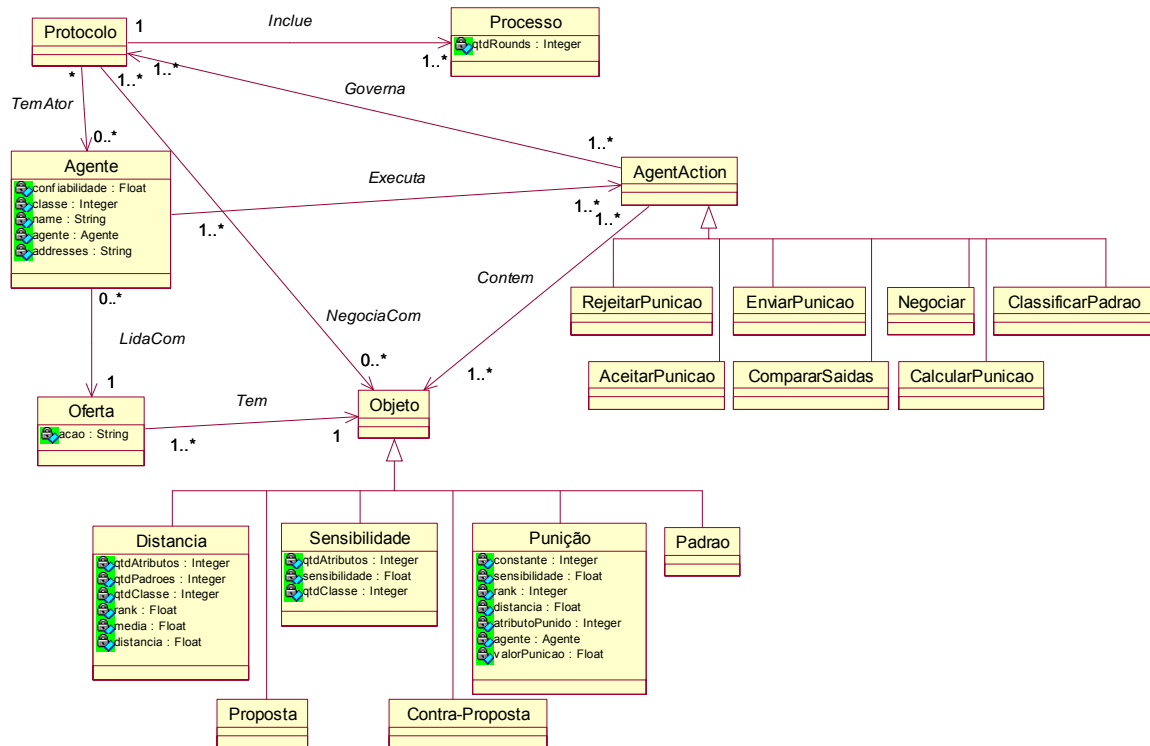 Inclue
Protocolo
1
Processo
qtdRounds : Integer
1..*
*
1..*
1..*
TemAtor
Governa
0..*
1..*
Agente
confiabilidade : Float
classe : Integer
name : String
agente : Agente
addresses : String
AgentAction
Executa
1..*
1..*
1..*
Contem
RejeitarPunicao
EnviarPunicao
Negociar
ClassificarPadrao
0..*
NegociaCom
LidaCom
0..*
1..*
AceitarPunicao
CompararSaidas
CalcularPunicao
1
Oferta
acao : String
Tem
Objeto
1..*
1
Distancia
qtdAtributos : Integer
qtdPadroes : Integer
qtdClasse : Integer
rank : Float
media : Float
distancia : Float
Sensibilidade
qtdAtributos : Integer
sensibilidade : Float
qtdClasse : Integer
Punição
constante : Integer
sensibilidade : Float
rank : Integer
distancia : Float
atributoPunido : Integer
agente : Agente
valorPunicao : Float
Padrao
Proposta
Contra-Proposta